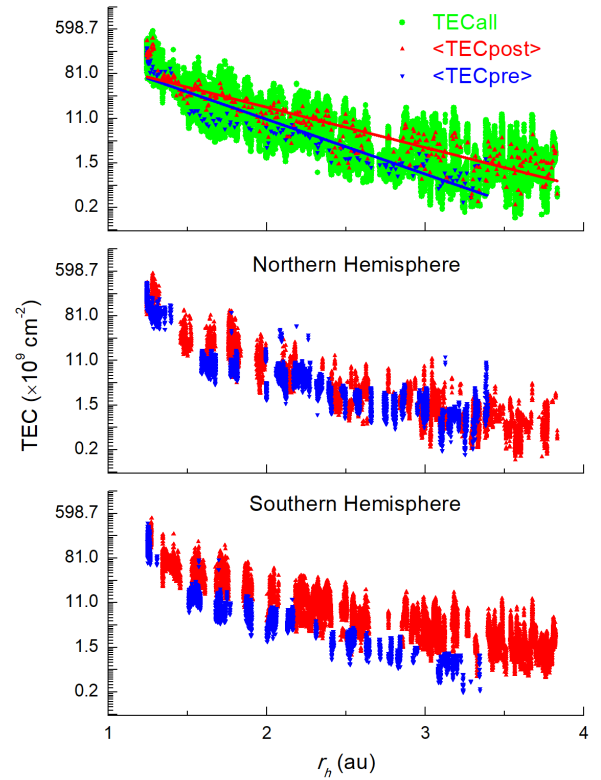 TECall
<TECpost>
<TECpre>
598.7
81.0
11.0
1.5
0.2
Northern Hemisphere
598.7
81.0
11.0
1.5
0.2
TEC (×10⁹ cm⁻²)
Southern Hemisphere
598.7
81.0
11.0
1.5
0.2
1 2 3 4
rₕ (au)